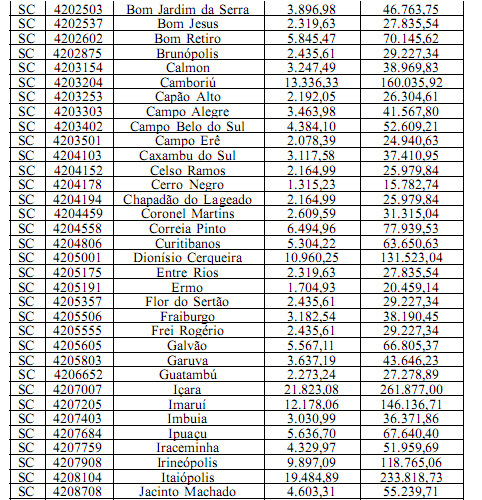 SC 4202503 Bom Jardim da Serra 3.896,98 46.763,75
SC 4202537 Bom Jesus 2.319,63 27.835,54
SC 4202602 Bom Retiro 5.845,47 70.145,62
SC 4202875 Brunópolis 2.435,61 29.227,34
SC 4203154 Calmon 3.247,49 38.969,83
SC 4203204 Camboriú 13.336,33 160.035,92
SC 4203253 Capão Alto 2.192,05 26.304,61
SC 4203303 Campo Alegre 3.463,98 41.567,80
SC 4203402 Campo Belo do Sul 4.384,10 52.609,21
SC 4203501 Campo Erê 2.078,39 24.940,63
SC 4204103 Caxambu do Sul 3.117,58 37.410,95
SC 4204152 Celso Ramos 2.164,99 25.979,84
SC 4204178 Cerro Negro 1.315,23 15.782,74
SC 4204194 Chapadão do Lageado 2.164,99 25.979,84
SC 4204459 Coronel Martins 2.609,59 31.315,04
SC 4204558 Correia Pinto 6.494,96 77.939,53
SC 4204806 Curitibanos 5.304,22 63.650,63
SC 4205001 Dionísio Cerqueira 10.960,25 131.523,04
SC 4205175 Entre Rios 2.319,63 27.835,54
SC 4205191 Ermo 1.704,93 20.459,14
SC 4205357 Flor do Sertão 2.435,61 29.227,34
SC 4205506 Fraiburgo 3.182,54 38.190,45
SC 4205555 Frei Rogério 2.435,61 29.227,34
SC 4205605 Galvão 5.567,11 66.805,37
SC 4205803 Garuva 3.637,19 43.646,23
SC 4206652 Guatambú 2.273,24 27.278,89
SC 4207007 Içara 21.823,08 261.877,00
SC 4207205 Imaruí 12.178,06 146.136,71
SC 4207403 Imbuia 3.030,99 36.371,86
SC 4207684 Ipuaçu 5.636,70 67.640,40
SC 4207759 Iraceminha 4.329,97 51.959,69
SC 4207908 Irineópolis 9.897,09 118.765,06
SC 4208104 Itaiópolis 19.484,89 233.818,73
SC 4208708 Jacinto Machado 4.603,31 55.239,71